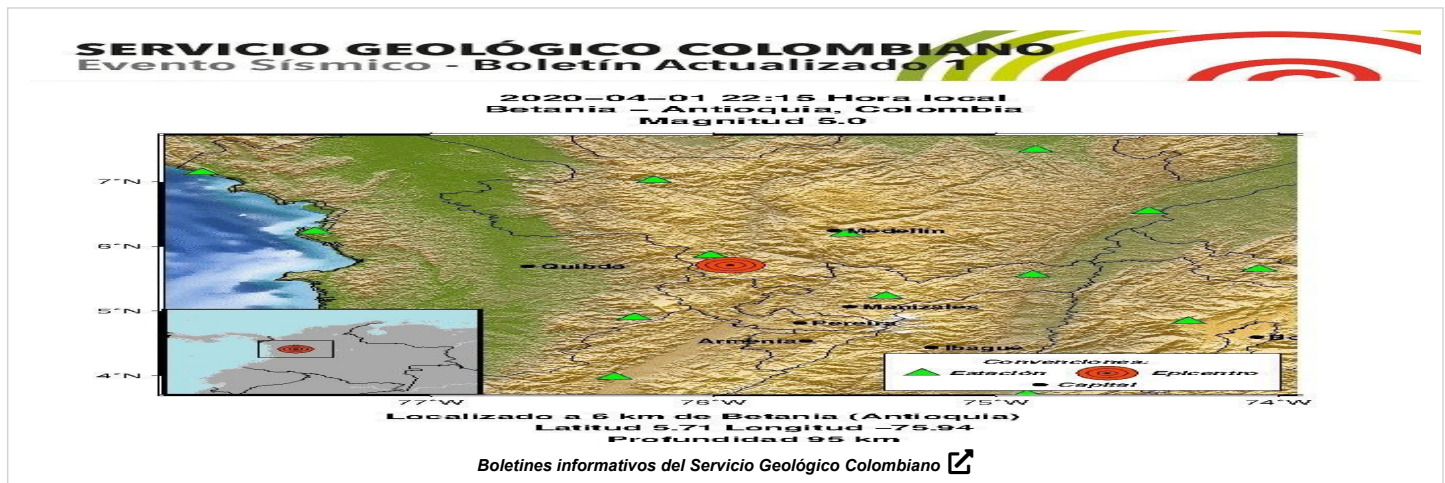 SERVICIO GEOLÓGICO COLOMBIANO
Evento Sísmico - Boletín Actualizado 1
2020-04-01 22:15 Hora local
Betania - Antioquia, Colombia
Magnitud 5.0
7°N
6°N
5°N
4°N
Medellín
Quibdo
Manizales
Pereira
Armenia
Ibagué
Bo
Convenciones:
Estación Epicentro
Capital
77°W 76°W 75°W 74°W
Localizado a 6 km de Betania (Antioquia)
Latitud 5.71 Longitud -75.94
Profundidad 95 km
Boletines informativos del Servicio Geológico Colombiano